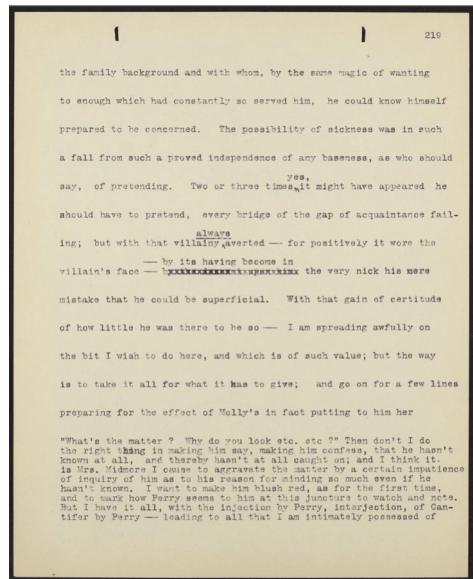 219
the family background and with whom, by the same magic of wanting
to enough which had constantly so served him, he could know himself
prepared to be concerned. The possibility of sickness was in such
a fall from such a proved independence of any baseness, as who should
yes,
say, of pretending. Two or three times, it might have appeared he
should have to pretend, every bridge of the gap of acquaintance fail-
always
ing; but with that villainy averted — for positively it wore the
— by its having become in
villain's face — the very nick his mere
mistake that he could be superficial. With that gain of certitude
of how little he was there to be so — I am spreading awfully on
the bit I wish to do here, and which is of such value; but the way
is to take it all for what it has to give; and go on for a few lines
preparing for the effect of Molly's in fact putting to him her
"What's the matter ? Why do you look etc. etc ?" Then don't I do
the right thing in making him say, making him confess, that he hasn't
known at all, and thereby hasn't at all caught on; and I think it.
is Mrs. Midmore I cause to aggravate the matter by a certain impatience
of inquiry of him as to his reason for minding so much even if he
hasn't known. I want to make him blush red, as for the first time,
and to mark how Perry seems to him at this juncture to watch and note.
But I have it all, with the injection by Perry, interjection, of Can-
tifer by Perry — leading to all that I am intimately possessed of